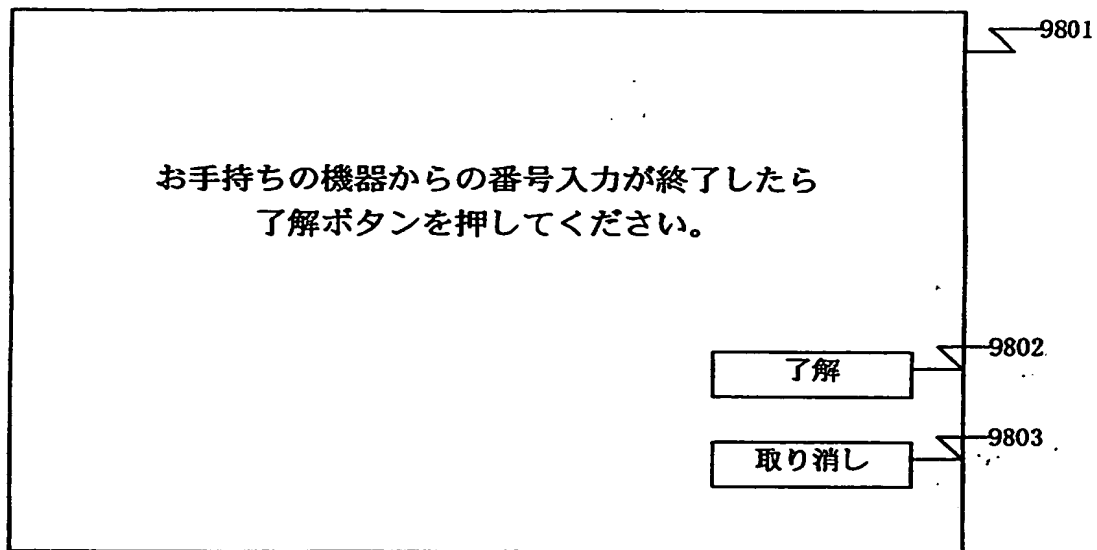 9801
お手持ちの機器からの番号入力が終了したら
了解ボタンを押してください。
了解
9802
取り消し
9803